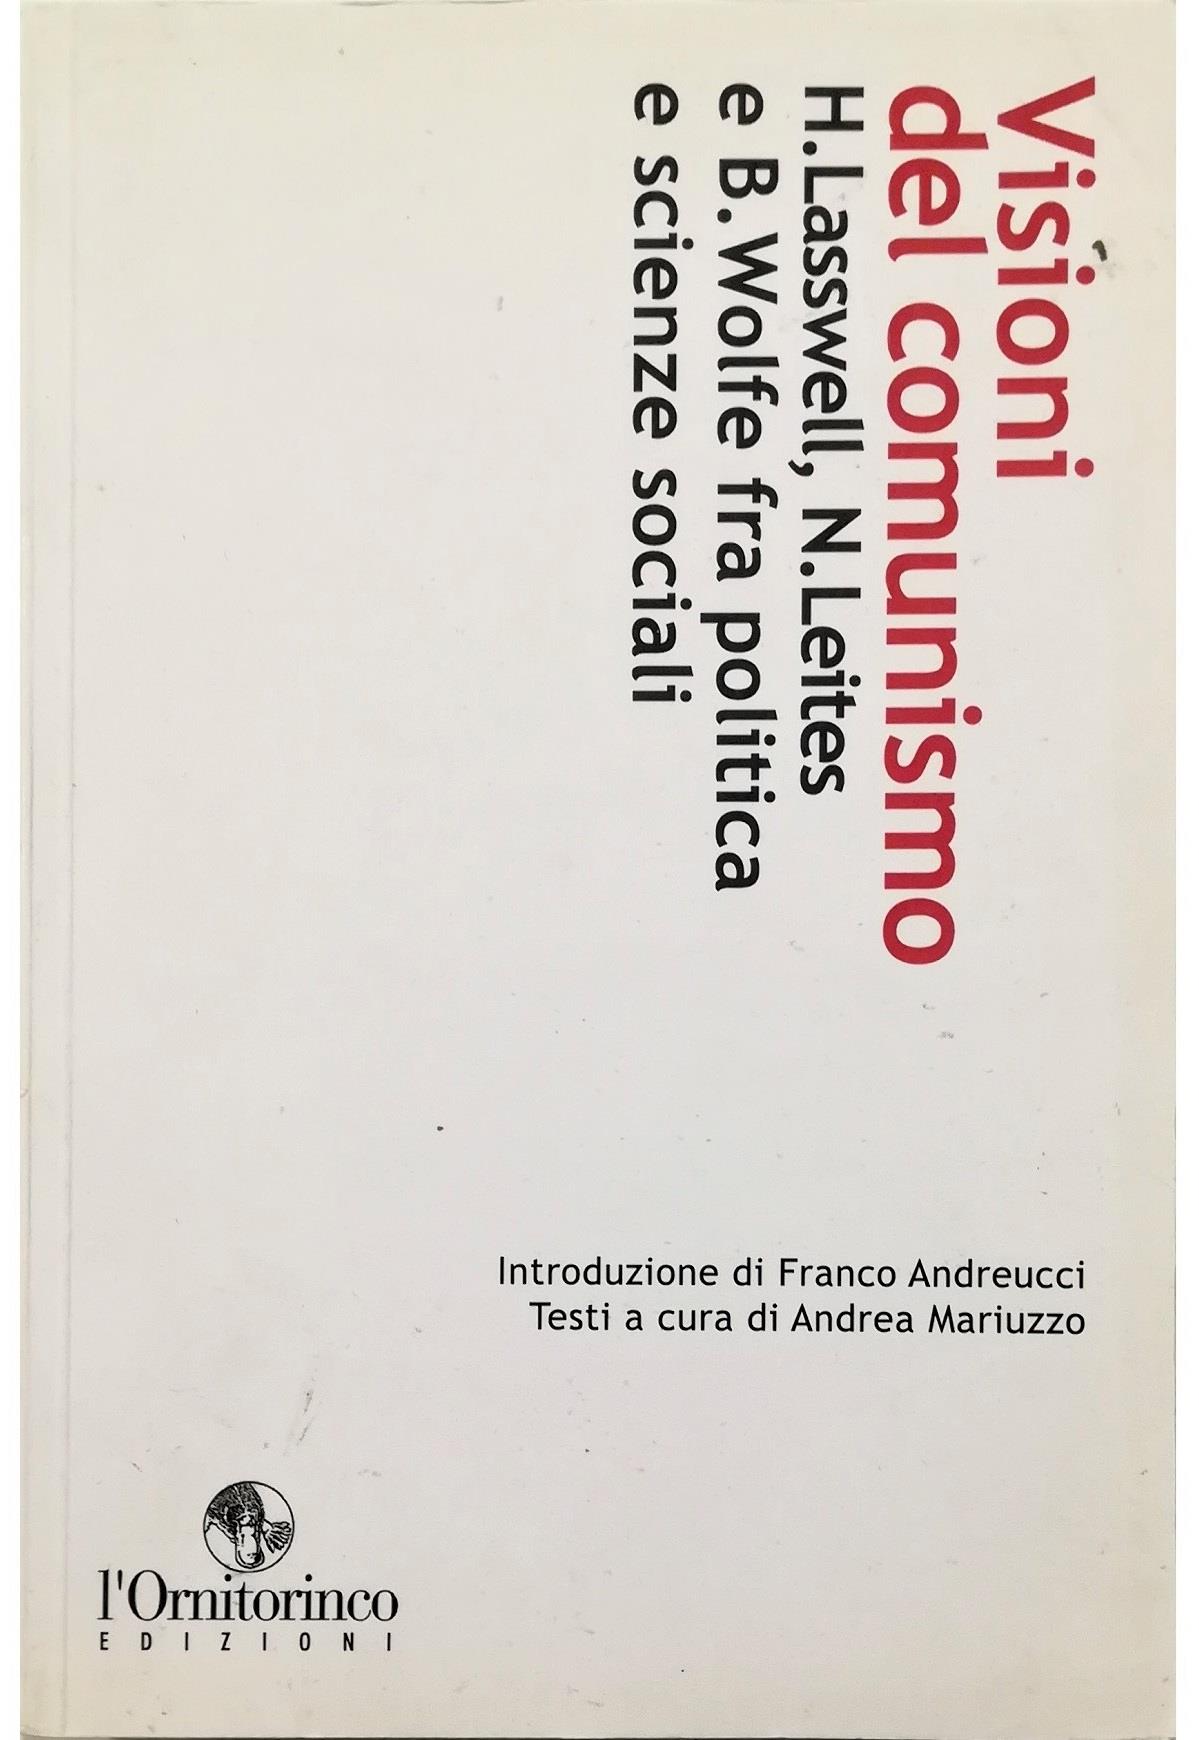 Visioni
del comunismo
H.Lasswell, N.Leites
e B.Wolfe fra politica
e scienze sociali
Introduzione di Franco Andreucci
Testi a cura di Andrea Mariuzzo
l'Ornitorinco
EDIZIONI